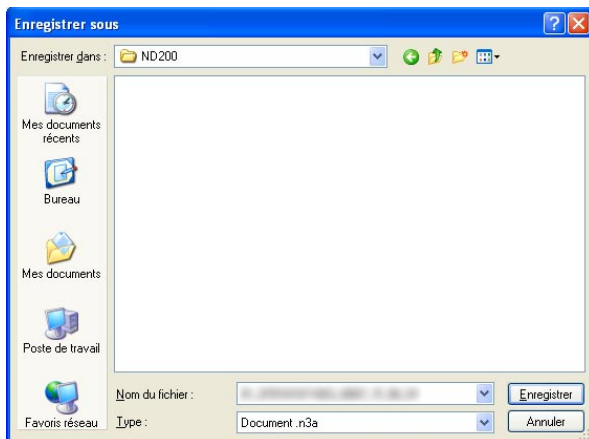 Enregistrer sous
Enregistrer dans :
ND200
Mes documents
récents
Bureau
Mes documents
Poste de travail
Favoris réseau
Nom du fichier :
Enregistrer
Type :
Document .n3a
Annuler